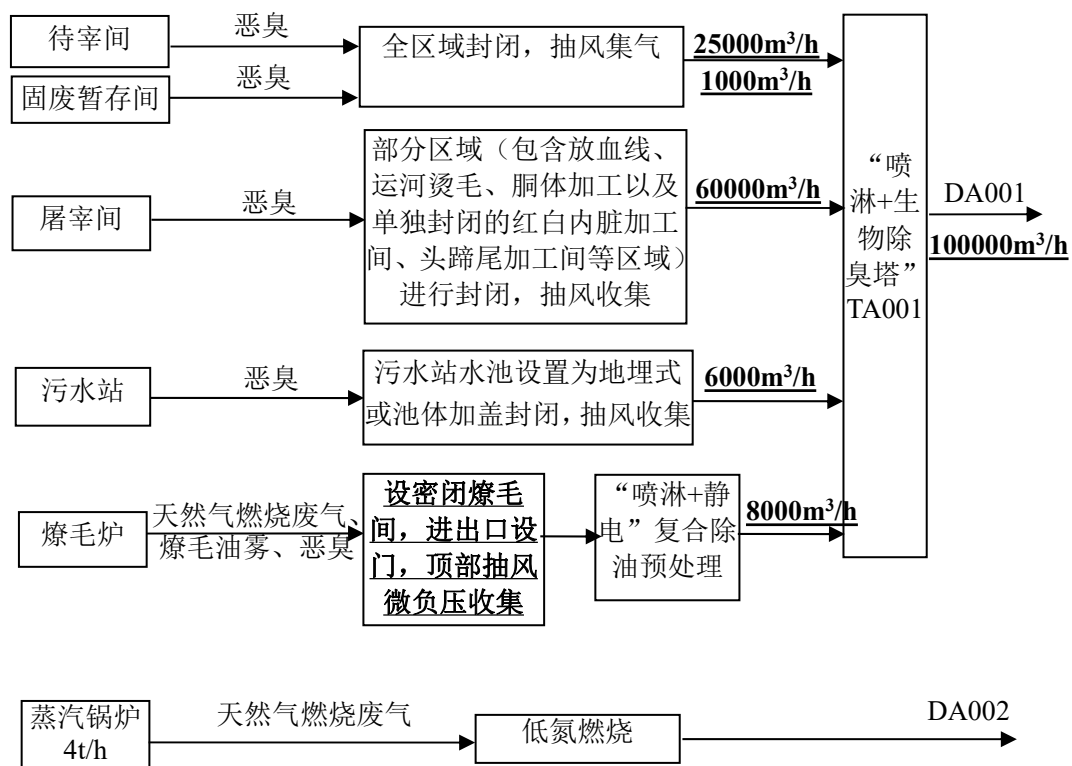 待宰间
恶臭
全区域封闭，抽风集气
25000m³/h
固废暂存间
恶臭
1000m³/h
屠宰间
恶臭
部分区域（包含放血线、
运河烫毛、胴体加工以及
单独封闭的红白内脏加工
间、头蹄尾加工间等区域）
进行封闭，抽风收集
60000m³/h
污水站
恶臭
污水站水池设置为地埋式
或池体加盖封闭，抽风收集
6000m³/h
燎毛炉
天然气燃烧废气、
燎毛油雾、恶臭
设密闭燎毛
间，进出口设
门，顶部抽风
微负压收集
“喷淋+静
电”复合除
油预处理
8000m³/h
“喷
淋+生
物除
臭塔”
TA001
DA001
100000m³/h
蒸汽锅炉
4t/h
天然气燃烧废气
低氮燃烧
DA002